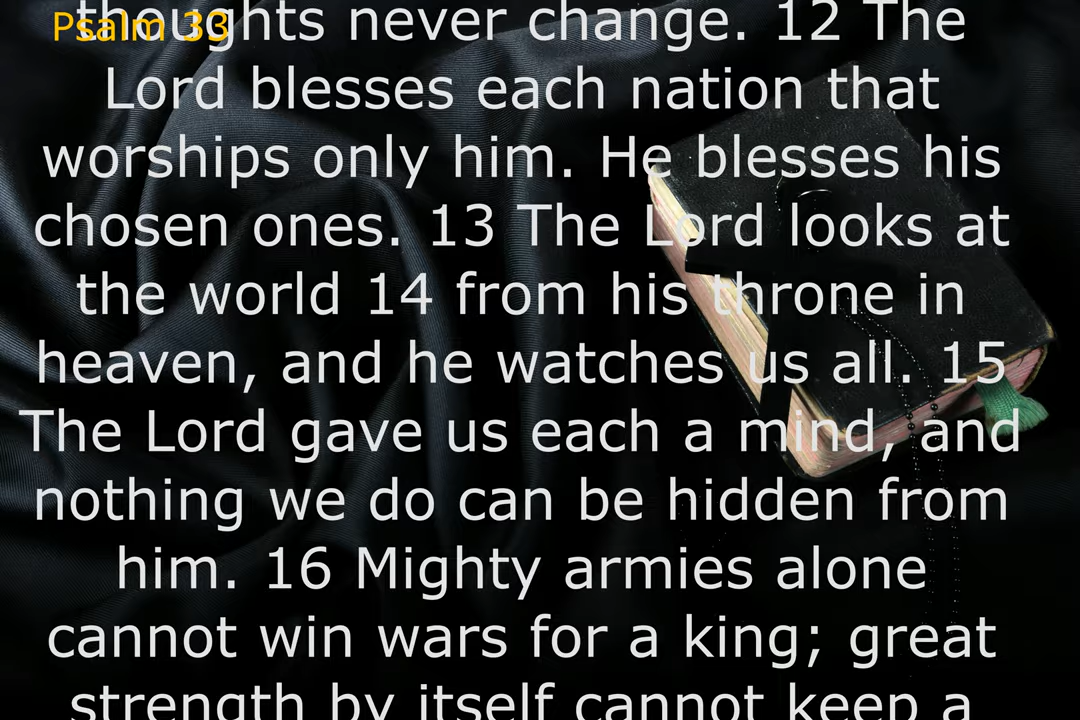 Psalm 33
thoughts never change. 12 The
Lord blesses each nation that
worships only him. He blesses his
chosen ones. 13 The Lord looks at
the world 14 from his throne in
heaven, and he watches us all. 15
The Lord gave us each a mind, and
nothing we do can be hidden from
him. 16 Mighty armies alone
cannot win wars for a king; great
strength by itself cannot keep a